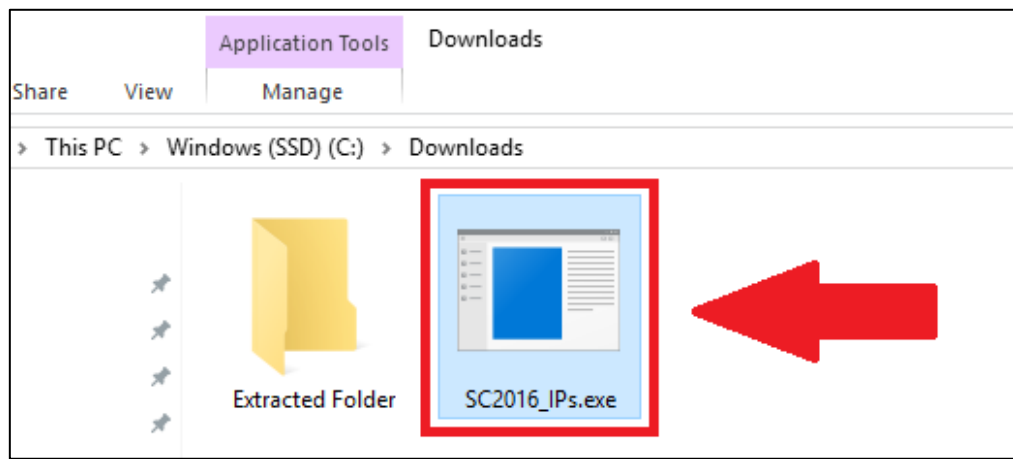 Application Tools Downloads
Share View Manage
> This PC > Windows (SSD) (C:) > Downloads
Extracted Folder SC2016_IPs.exe